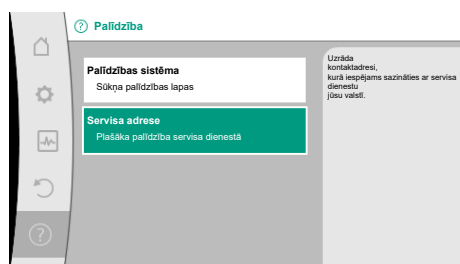 Palīdzība
Palīdzības sistēma
Sūkņa palīdzības lapas
Servisa adrese
Plašāka palīdzība servisa dienestā
Uzrāda
kontaktadresi,
kurā iespējams sazināties ar servisa
dienestu
jūsu valstī.